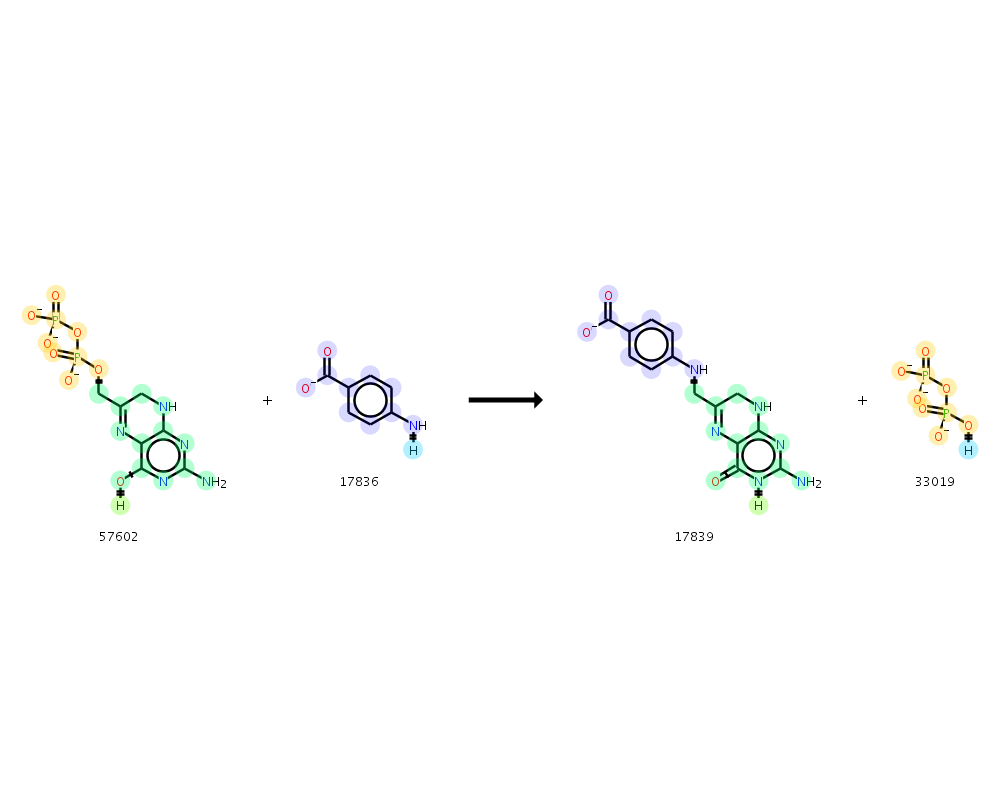 O
O⁻ P O
O⁻
O P O
O⁻
NH
N N
O N NH₂
H
57602
+
O
O⁻
NH
H
17836
O
O⁻
NH
NH
N N
O N NH₂
H
17839
+
O
O⁻ P O
O⁻
O P O
O⁻ H
33019